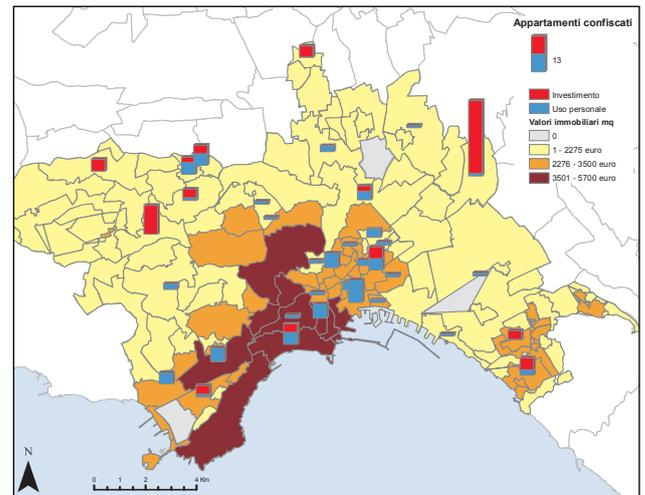 Appartamenti confiscati
13
Investimento
Uso personale
Valori immobiliari mq
0
1 - 2275 euro
2276 - 3500 euro
3501 - 5700 euro
N
0 1 2 4 Km